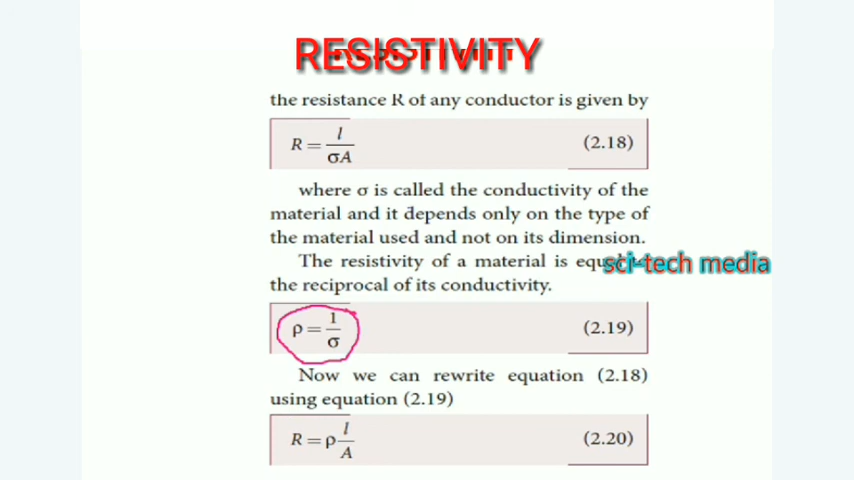 RESISTIVITY
the resistance R of any conductor is given by
R = l/σA (2.18)
where σ is called the conductivity of the
material and it depends only on the type of
the material used and not on its dimension.
The resistivity of a material is
sci-tech media
the reciprocal of its conductivity.
ρ = 1/σ (2.19)
Now we can rewrite equation (2.18)
using equation (2.19)
R = ρ l/A (2.20)